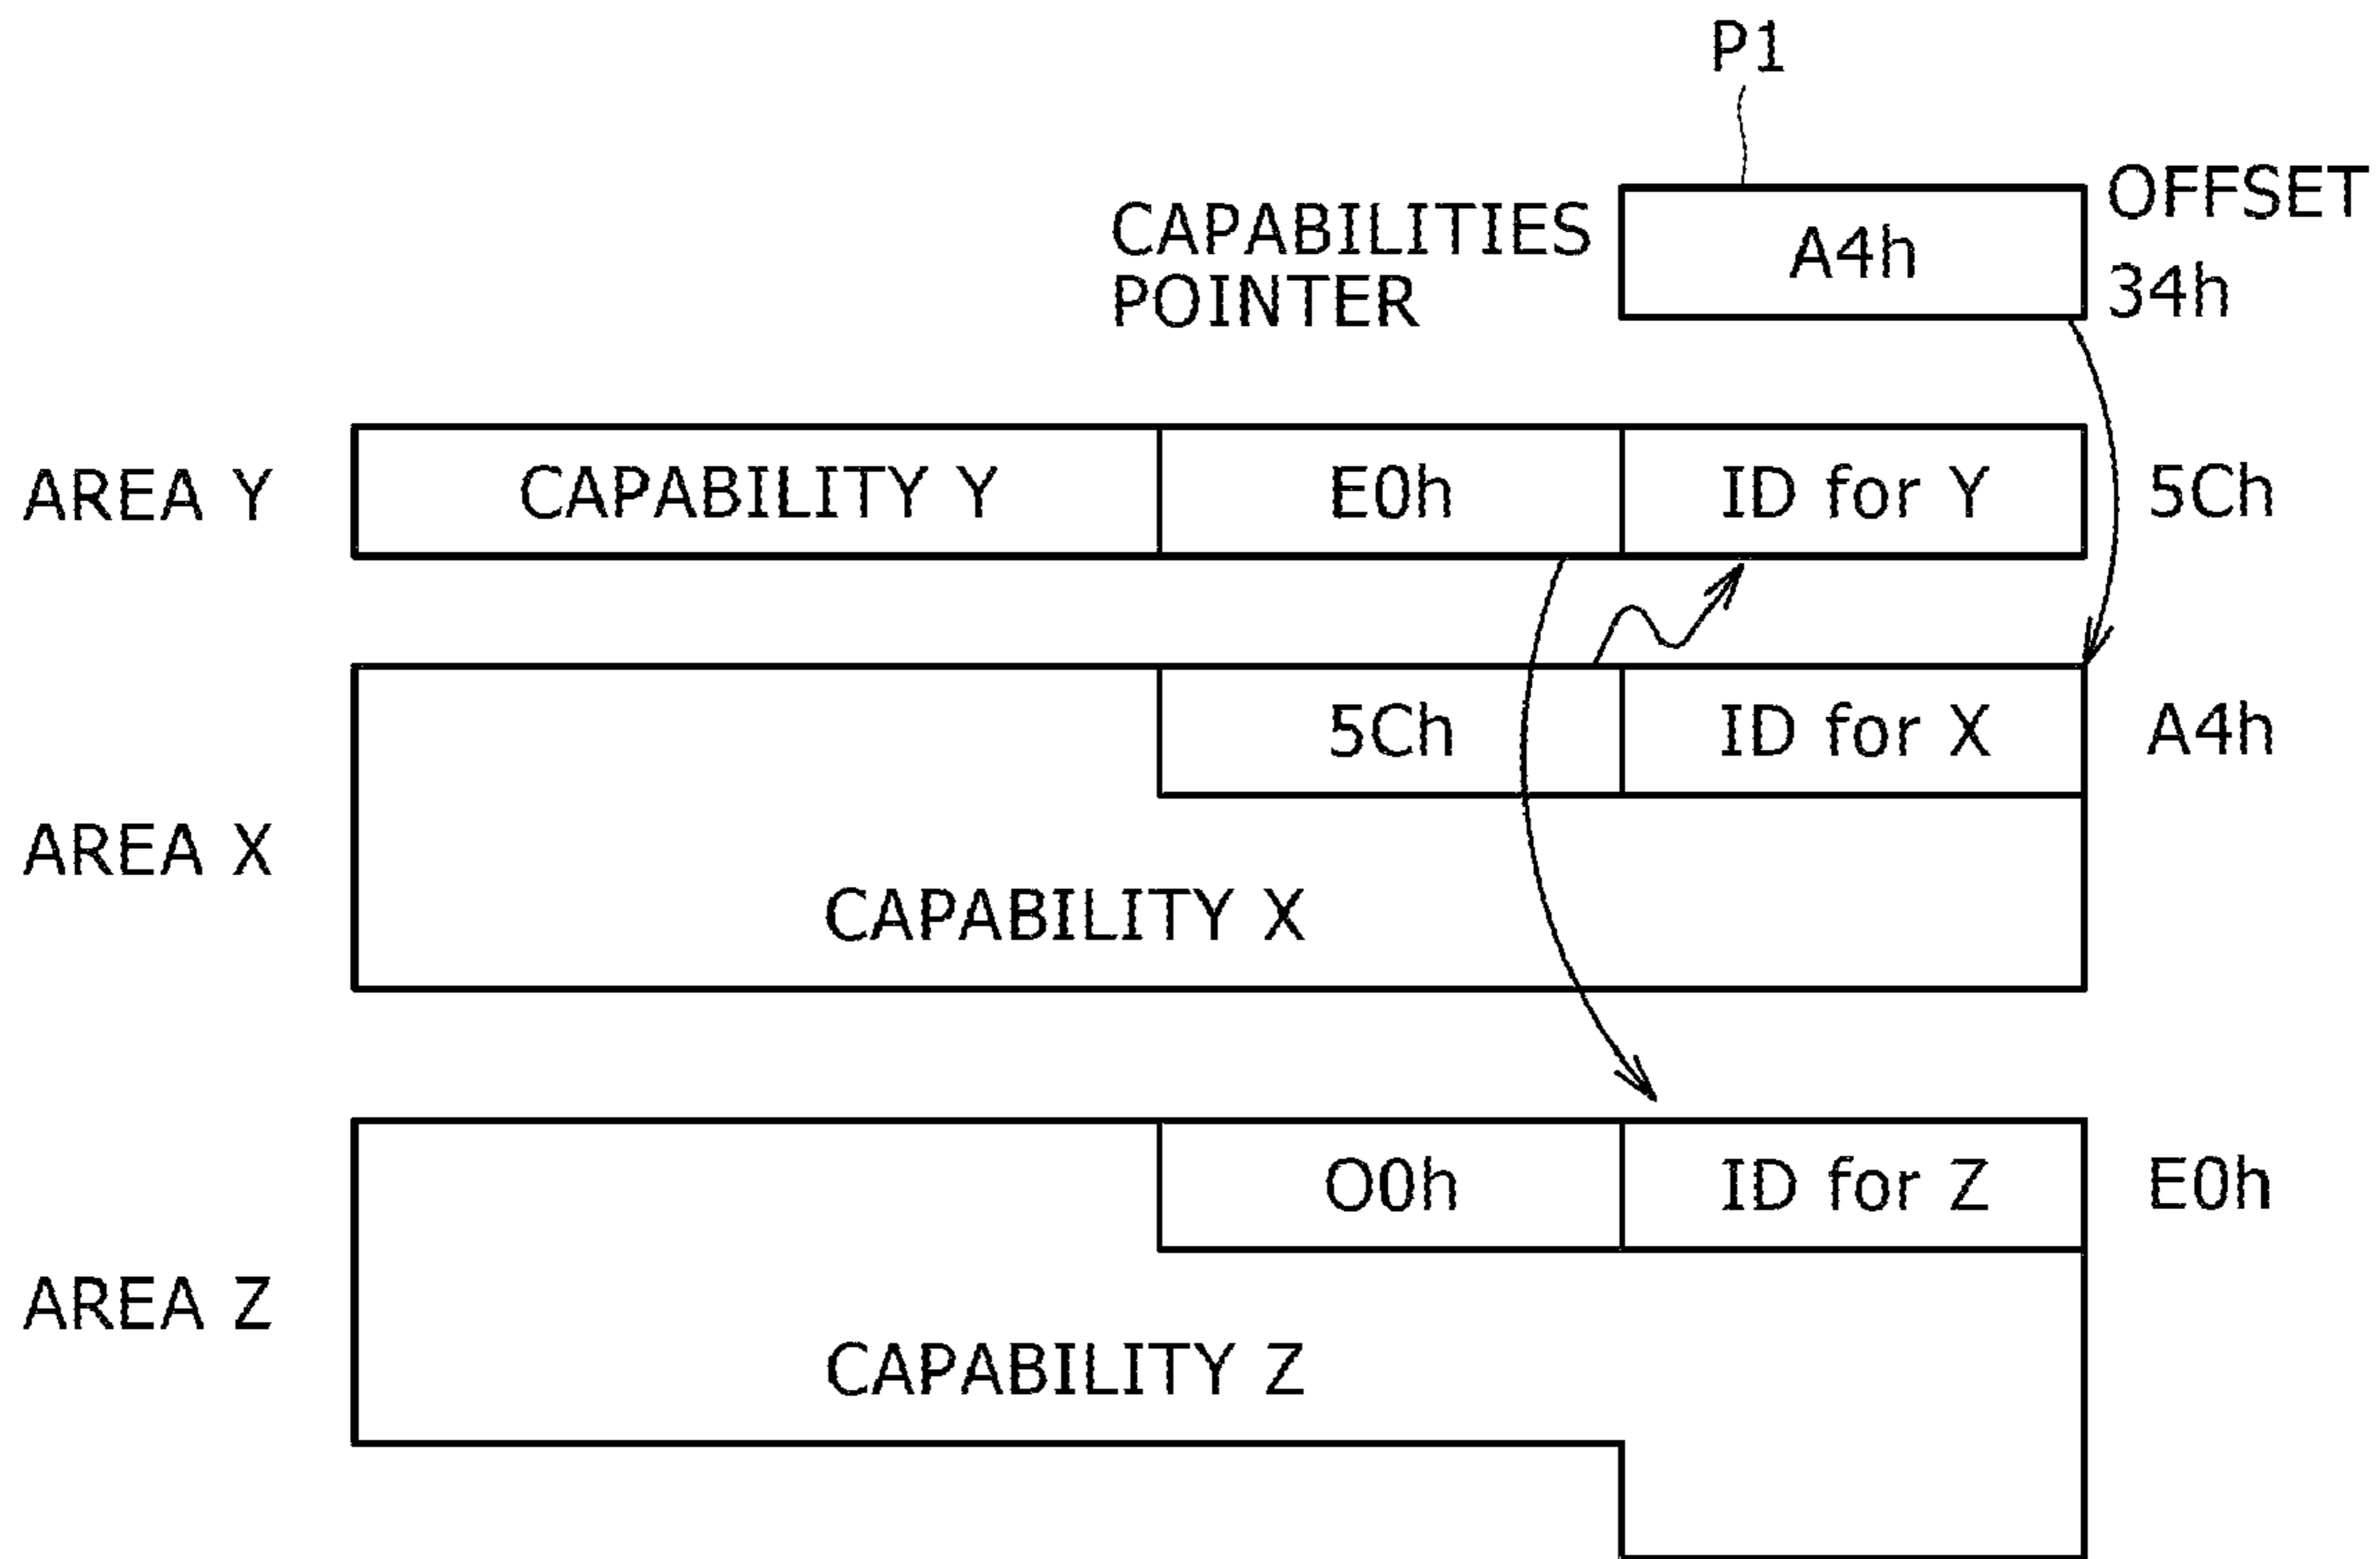 P1
CAPABILITIES
POINTER
A4h
OFFSET
34h
AREA Y
CAPABILITY Y
E0h
ID for Y
5Ch
5Ch
ID for X
A4h
AREA X
CAPABILITY X
O0h
ID for Z
E0h
AREA Z
CAPABILITY Z